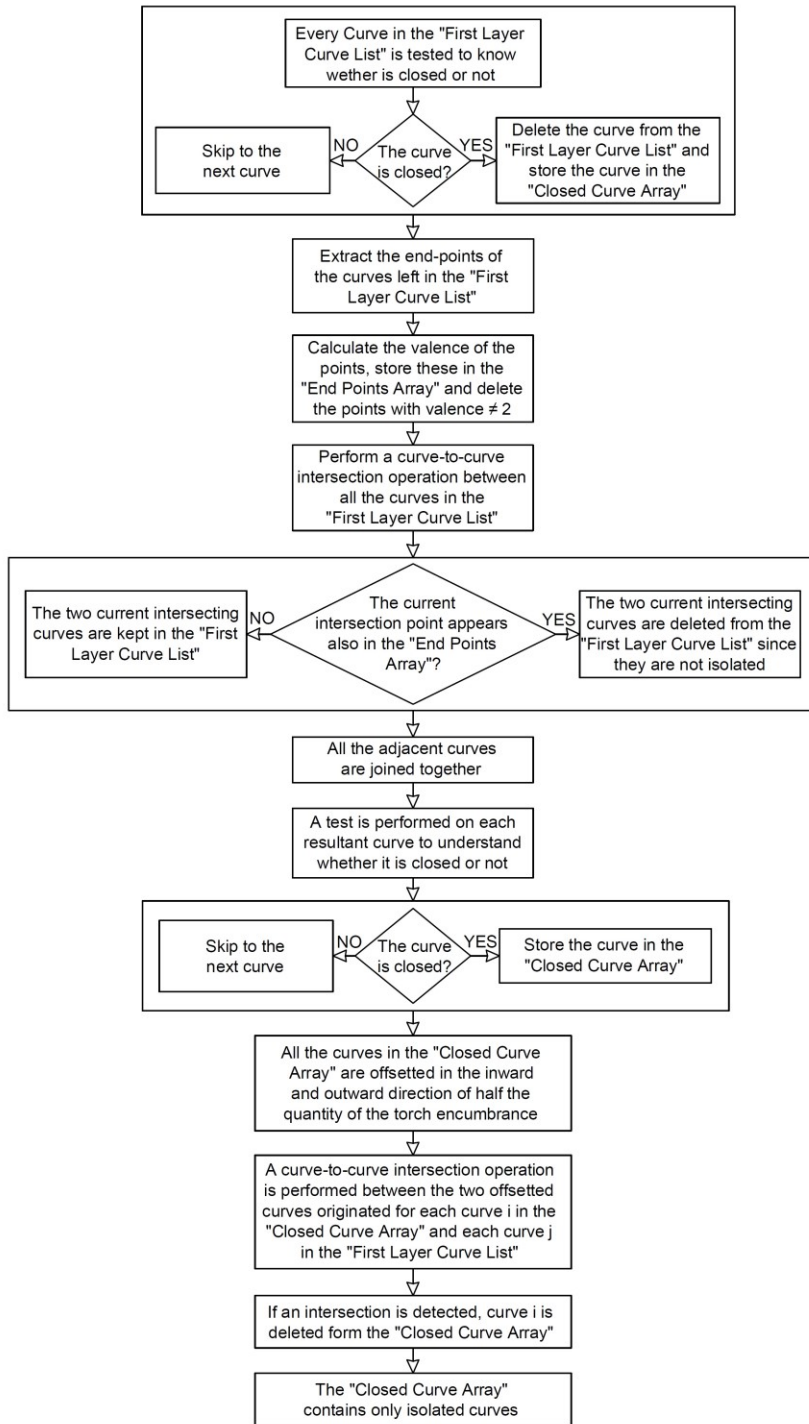 Every Curve in the "First Layer
Curve List" is tested to know
wether is closed or not
NO
YES
Skip to the
next curve
The curve
is closed?
Delete the curve from the
"First Layer Curve List" and
store the curve in the
"Closed Curve Array"
Extract the end-points of
the curves left in the "First
Layer Curve List"
Calculate the valence of the
points, store these in the
"End Points Array" and delete
the points with valence ≠ 2
Perform a curve-to-curve
intersection operation between
all the curves in the
"First Layer Curve List"
The two current intersecting
curves are kept in the "First
Layer Curve List"
NO
The current
intersection point appears
also in the "End Points
Array"?
YES
The two current intersecting
curves are deleted from the
"First Layer Curve List" since
they are not isolated
All the adjacent curves
are joined together
A test is performed on each
resultant curve to understand
whether it is closed or not
Skip to the
next curve
NO
The curve
is closed?
YES
Store the curve in the
"Closed Curve Array"
All the curves in the "Closed Curve
Array" are offsetted in the inward
and outward direction of half the
quantity of the torch encumbrance
A curve-to-curve intersection operation
is performed between the two offsetted
curves originated for each curve i in the
"Closed Curve Array" and each curve j
in the "First Layer Curve List"
If an intersection is detected, curve i is
deleted form the "Closed Curve Array"
The "Closed Curve Array"
contains only isolated curves